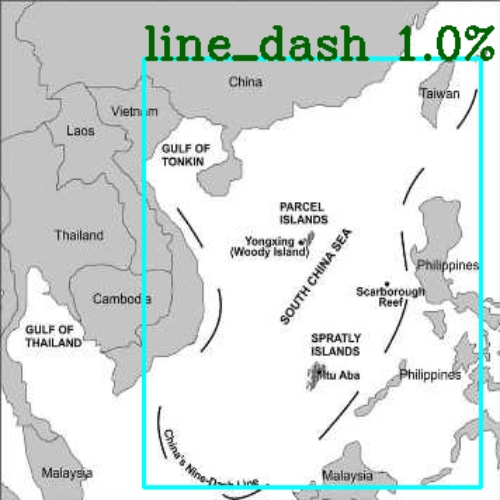 line_dash 1.0%
China
Taiwan
Vietnam
Laos
GULF OF
TONKIN
PARCEL
ISLANDS
Thailand
Yongxing
(Woody Island)
SOUTH CHINA SEA
Philippines
Cambodia
Scarborough
Reef
GULF OF
THAILAND
SPRATLY
ISLANDS
Itu Aba
Philippines
China's Nine-Dash Line
Malaysia
Malaysia